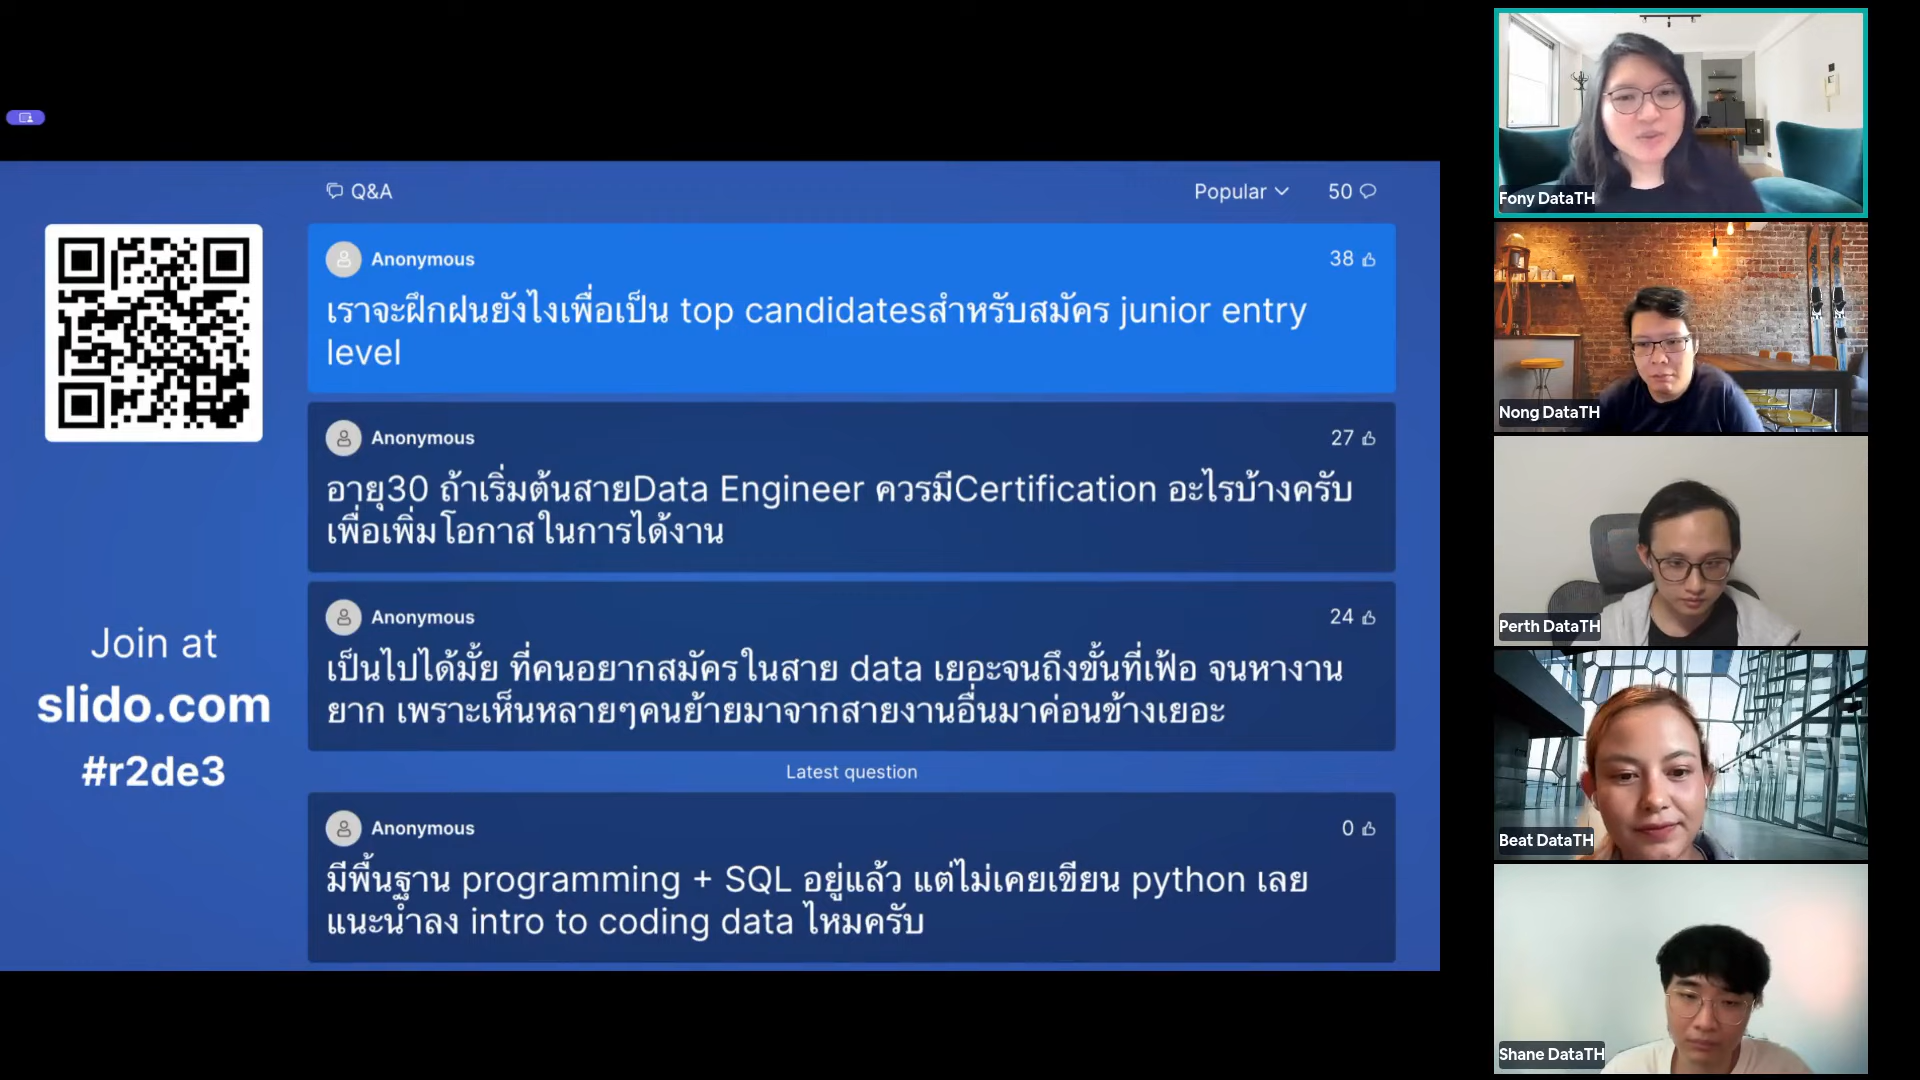 Q&A
Popular
50
Anonymous
38
เราจะฝึกฝนยังไงเพื่อเป็น top candidatesสำหรับสมัคร junior entry
level
Anonymous
27
อายุ30 ถ้าเริ่มต้นสายData Engineer ควรมีCertification อะไรบ้างครับ
เพื่อเพิ่มโอกาสในการได้งาน
Anonymous
24
เป็นไปได้มั้ย ที่คนอยากสมัครในสาย data เยอะจนถึงขั้นที่เฟ้อ จนหางาน
ยาก เพราะเห็นหลายๆคนย้ายมาจากสายงานอื่นมาค่อนข้างเยอะ
Latest question
Anonymous
0
มีพื้นฐาน programming + SQL อยู่แล้ว แต่ไม่เคยเขียน python เลย
แนะนำลง intro to coding data ไหมครับ
Join at
slido.com
#r2de3
Fony DataTH
Nong DataTH
Perth DataTH
Beat DataTH
Shane DataTH